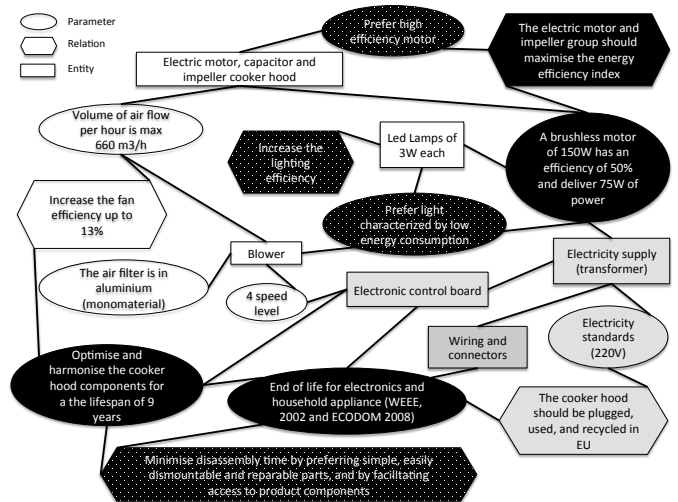 Parameter
Relation
Entity
Prefer high
efficiency motor
The electric motor and
impeller group should
maximise the energy
efficiency index
Electric motor, capacitor and
impeller cooker hood
Volume of air flow
per hour is max
660 m3/h
Increase the
lighting
efficiency
Led Lamps of
3W each
A brushless motor
of 150W has an
efficiency of 50%
and deliver 75W of
power
Increase the fan
efficiency up to
13%
Prefer light
characterized by low
energy consumption
Blower
Electricity supply
(transformer)
The air filter is in
aluminium
(monomaterial)
4 speed
level
Electronic control board
Electricity
standards
(220V)
Wiring and
connectors
Optimise and
harmonise the cooker
hood components for
a the lifespan of 9
years
End of life for electronics and
household appliance (WEEE,
2002 and ECODOM 2008)
The cooker hood
should be plugged,
used, and recycled in
EU
Minimise disassembly time by preferring simple, easily
dismountable and reparable parts, and by facilitating
access to product components